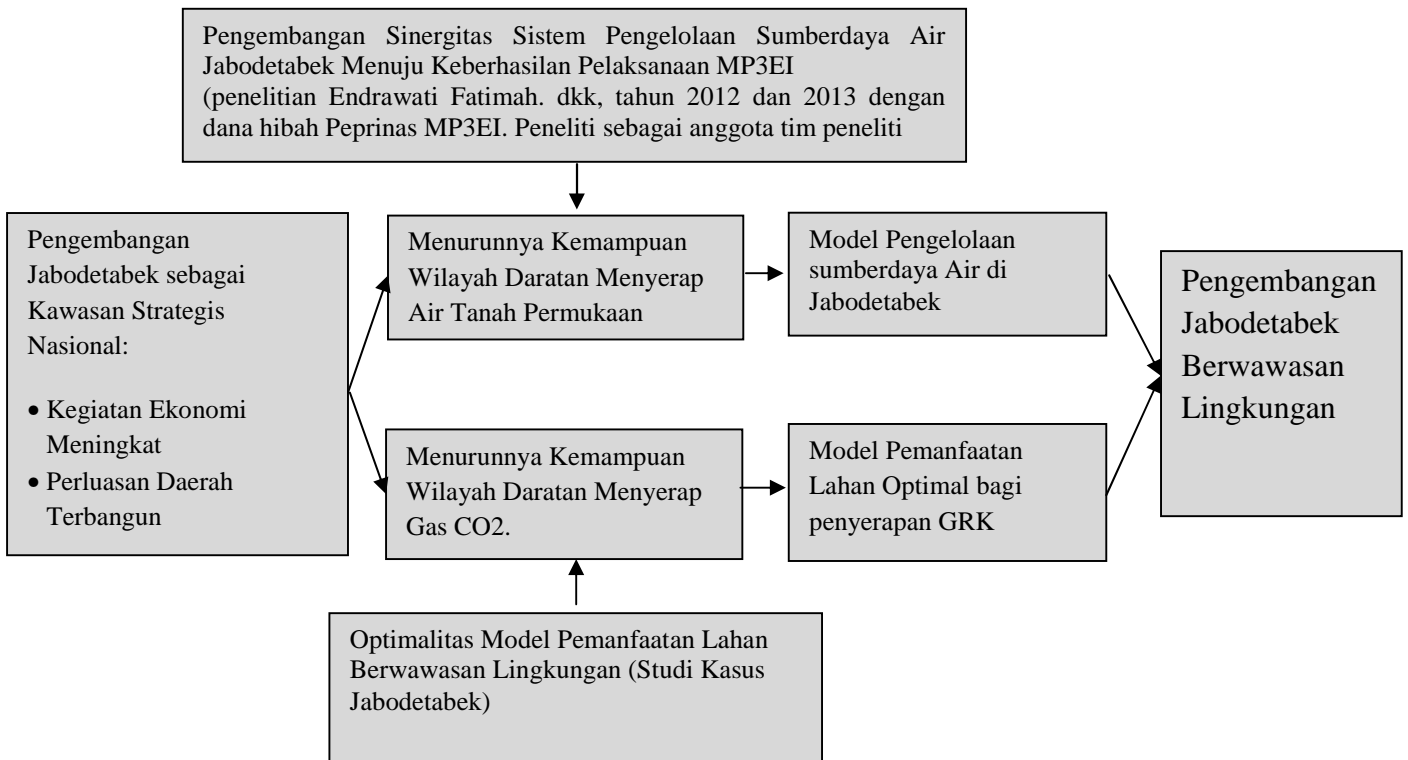 Pengembangan Sinergitas Sistem Pengelolaan Sumberdaya Air
Jabodetabek Menuju Keberhasilan Pelaksanaan MP3EI
(penelitian Endrawati Fatimah. dkk, tahun 2012 dan 2013 dengan
dana hibah Peprinas MP3EI. Peneliti sebagai anggota tim peneliti
Pengembangan
Jabodetabek sebagai
Kawasan Strategis
Nasional:
• Kegiatan Ekonomi
Meningkat
• Perluasan Daerah
Terbangun
Menurunnya Kemampuan
Wilayah Daratan Menyerap
Air Tanah Permukaan
Model Pengelolaan
sumberdaya Air di
Jabodetabek
Menurunnya Kemampuan
Wilayah Daratan Menyerap
Gas CO2.
Model Pemanfaatan
Lahan Optimal bagi
penyerapan GRK
Pengembangan
Jabodetabek
Berwawasan
Lingkungan
Optimalitas Model Pemanfaatan Lahan
Berwawasan Lingkungan (Studi Kasus
Jabodetabek)